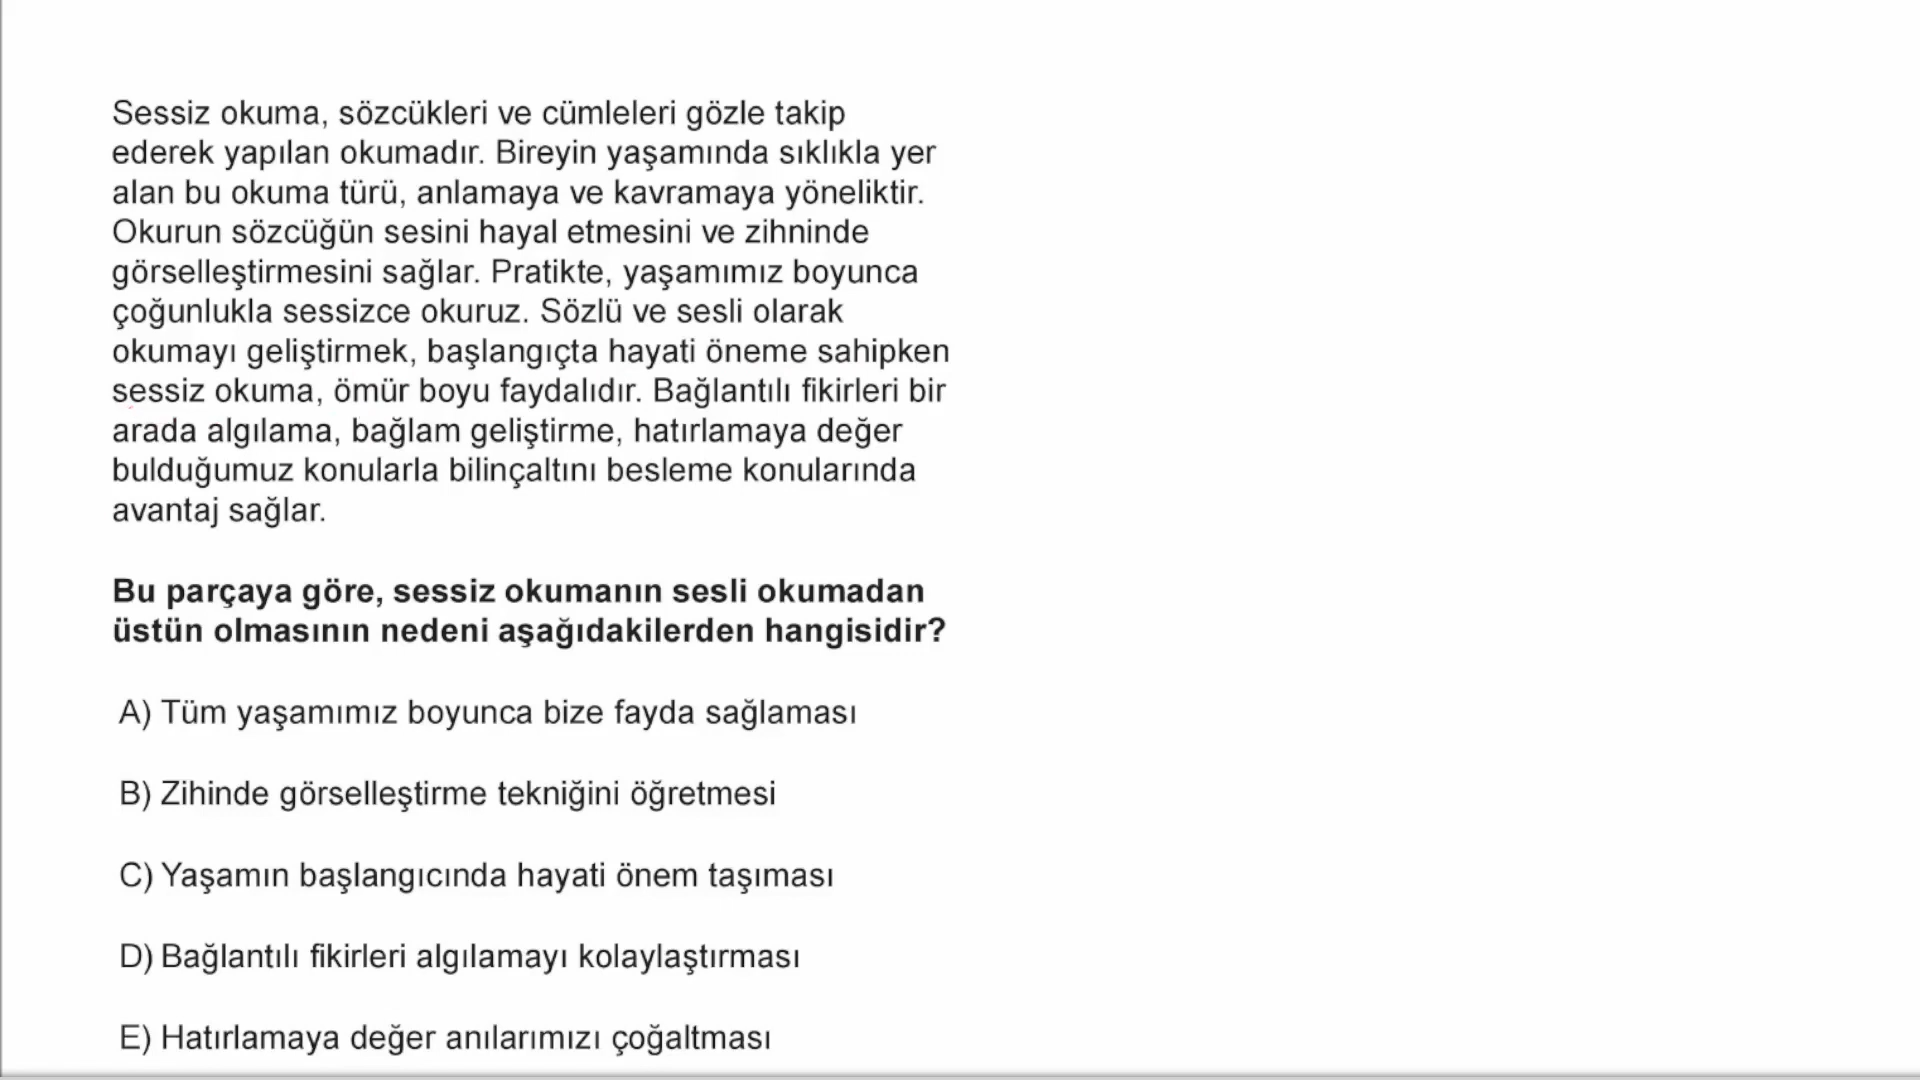 Sessiz okuma, sözcükleri ve cümleleri gözle takip
ederek yapılan okumadır. Bireyin yaşamında sıklıkla yer
alan bu okuma türü, anlamaya ve kavramaya yöneliktir.
Okurun sözcüğün sesini hayal etmesini ve zihninde
görselleştirmesini sağlar. Pratikte, yaşamımız boyunca
çoğunlukla sessizce okuruz. Sözlü ve sesli olarak
okumayı geliştirmek, başlangıçta hayati öneme sahipken
sessiz okuma, ömür boyu faydalıdır. Bağlantılı fikirleri bir
arada algılama, bağlam geliştirme, hatırlamaya değer
bulduğumuz konularla bilinçaltını besleme konularında
avantaj sağlar.
Bu parçaya göre, sessiz okumanın sesli okumadan
üstün olmasının nedeni aşağıdakilerden hangisidir?
A) Tüm yaşamımız boyunca bize fayda sağlaması
B) Zihinde görselleştirme tekniğini öğretmesi
C) Yaşamın başlangıcında hayati önem taşıması
D) Bağlantılı fikirleri algılamayı kolaylaştırması
E) Hatırlamaya değer anılarımızı çoğaltması